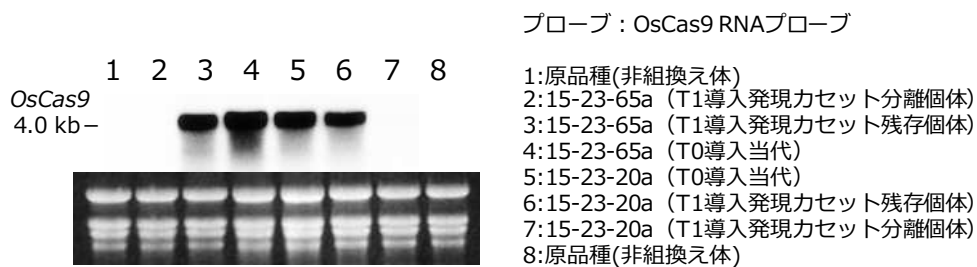 プローブ：OsCas9 RNAプローブ
1 2 3 4 5 6 7 8
OsCas9
4.0 kb–
1:原品種(非組換え体)
2:15-23-65a（T1導入発現カセット分離個体）
3:15-23-65a（T1導入発現カセット残存個体）
4:15-23-65a（T0導入当代）
5:15-23-20a（T0導入当代）
6:15-23-20a（T1導入発現カセット残存個体）
7:15-23-20a（T1導入発現カセット分離個体）
8:原品種(非組換え体)